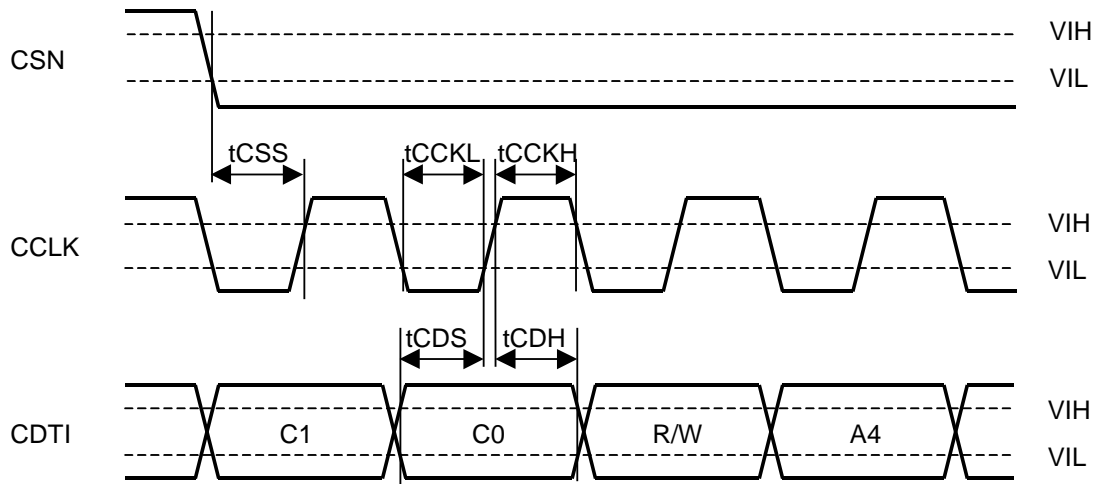 CSN
VIH
VIL
tCSS
tCCKL
tCCKH
CCLK
VIH
VIL
tCDS
tCDH
CDTI
C1
C0
R/W
A4
VIH
VIL